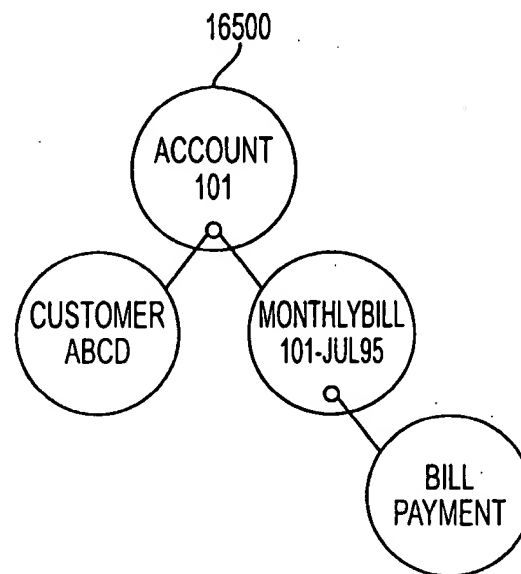 16500
ACCOUNT
101
CUSTOMER
ABCD
MONTHLYBILL
101-JUL95
BILL
PAYMENT